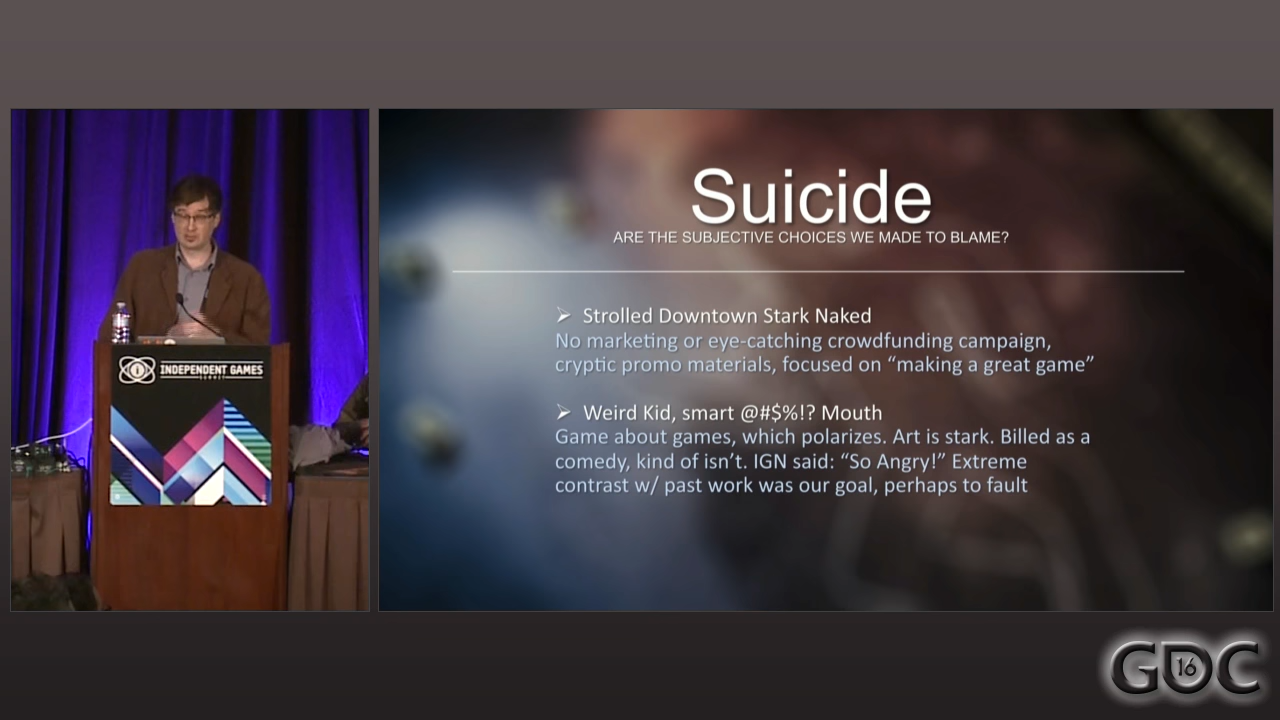 INDEPENDENT GAMES
SUMMIT
Suicide
ARE THE SUBJECTIVE CHOICES WE MADE TO BLAME?
➢ Strolled Downtown Stark Naked
No marketing or eye-catching crowdfunding campaign,
cryptic promo materials, focused on “making a great game”
➢ Weird Kid, smart @#$%!? Mouth
Game about games, which polarizes. Art is stark. Billed as a
comedy, kind of isn’t. IGN said: “So Angry!” Extreme
contrast w/ past work was our goal, perhaps to fault
GDC
16